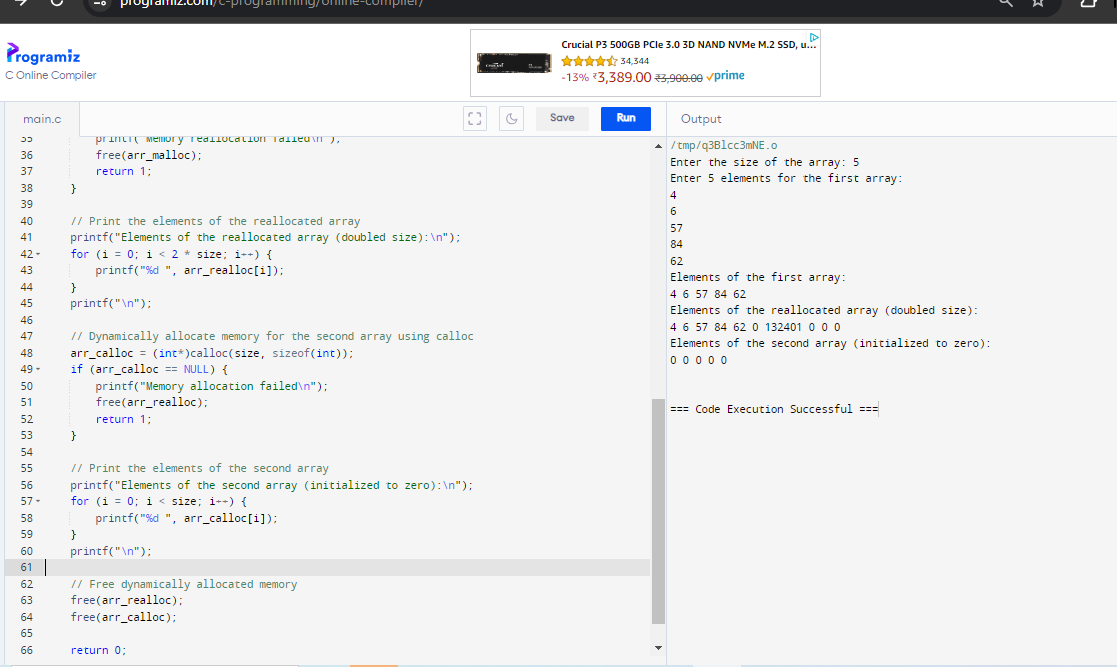 programiz.com/c-programming/online-compiler/
Programiz
C Online Compiler
Crucial P3 500GB PCIe 3.0 3D NAND NVMe M.2 SSD, u...
34,344
-13% ₹3,389.00 ₹3,900.00 prime
main.c
Save
Run
Output
35 printf("Memory reallocation failed\n");
36 free(arr_malloc);
37 return 1;
38 }
39
40 // Print the elements of the reallocated array
41 printf("Elements of the reallocated array (doubled size):\n");
42 for (i = 0; i < 2 * size; i++) {
43 printf("%d ", arr_realloc[i]);
44 }
45 printf("\n");
46
47 // Dynamically allocate memory for the second array using calloc
48 arr_calloc = (int*)calloc(size, sizeof(int));
49 if (arr_calloc == NULL) {
50 printf("Memory allocation failed\n");
51 free(arr_realloc);
52 return 1;
53 }
54
55 // Print the elements of the second array
56 printf("Elements of the second array (initialized to zero):\n");
57 for (i = 0; i < size; i++) {
58 printf("%d ", arr_calloc[i]);
59 }
60 printf("\n");
61
62 // Free dynamically allocated memory
63 free(arr_realloc);
64 free(arr_calloc);
65
66 return 0;
/tmp/q3Blcc3mNE.o
Enter the size of the array: 5
Enter 5 elements for the first array:
4
6
57
84
62
Elements of the first array:
4 6 57 84 62
Elements of the reallocated array (doubled size):
4 6 57 84 62 0 132401 0 0 0
Elements of the second array (initialized to zero):
0 0 0 0 0
=== Code Execution Successful ===